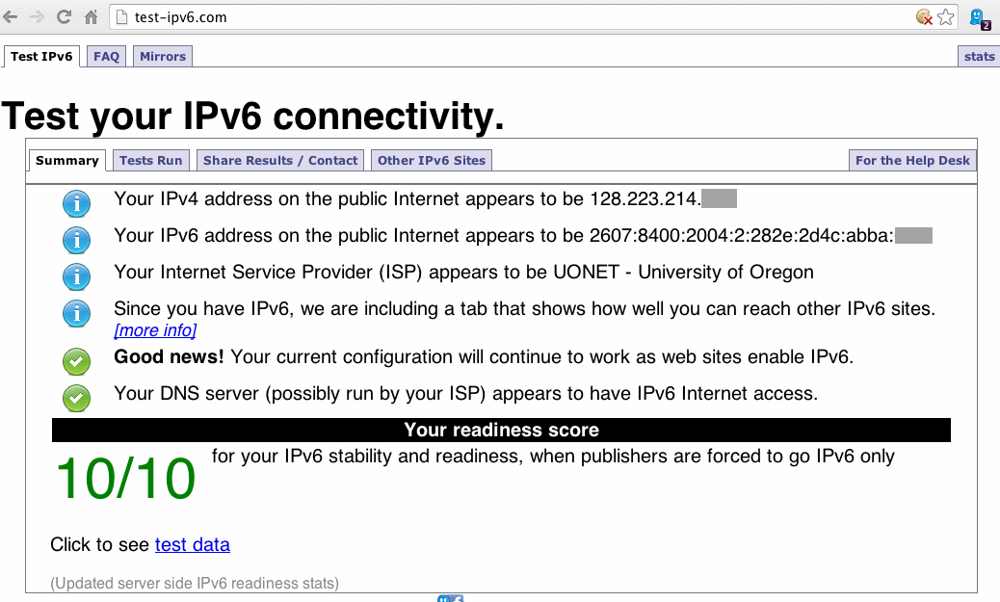 test-ipv6.com
2
Test IPv6 FAQ Mirrors stats
Test your IPv6 connectivity.
Summary Tests Run Share Results / Contact Other IPv6 Sites For the Help Desk
Your IPv4 address on the public Internet appears to be 128.223.214.
Your IPv6 address on the public Internet appears to be 2607:8400:2004:2:282e:2d4c:abba:
Your Internet Service Provider (ISP) appears to be UONET - University of Oregon
Since you have IPv6, we are including a tab that shows how well you can reach other IPv6 sites.
[more info]
Good news! Your current configuration will continue to work as web sites enable IPv6.
Your DNS server (possibly run by your ISP) appears to have IPv6 Internet access.
Your readiness score
10/10 for your IPv6 stability and readiness, when publishers are forced to go IPv6 only
Click to see test data
(Updated server side IPv6 readiness stats)